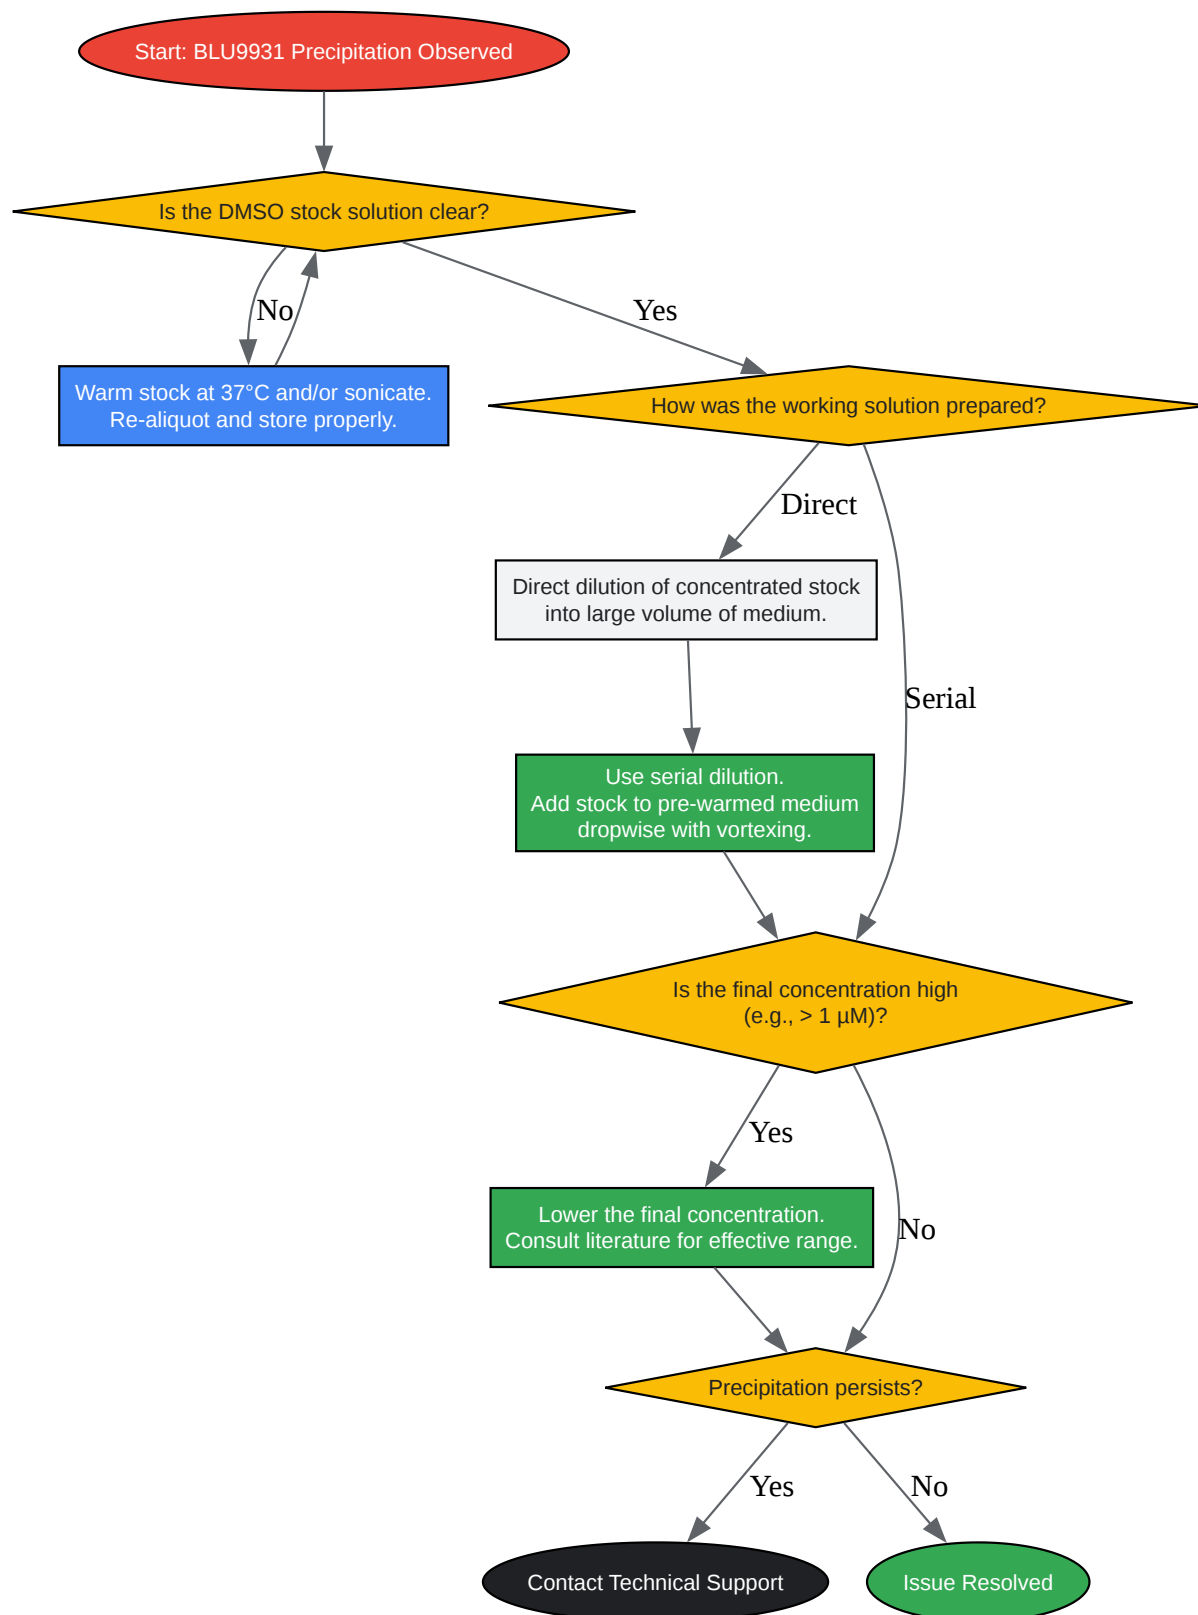 Start: BLU9931 Precipitation Observed
Is the DMSO stock solution clear?
No
Yes
Warm stock at 37°C and/or sonicate.
Re-aliquot and store properly.
How was the working solution prepared?
Direct
Direct dilution of concentrated stock
into large volume of medium.
Serial
Use serial dilution.
Add stock to pre-warmed medium
dropwise with vortexing.
Is the final concentration high
(e.g., > 1 µM)?
Yes
Lower the final concentration.
Consult literature for effective range.
No
Precipitation persists?
Yes
No
Contact Technical Support
Issue Resolved